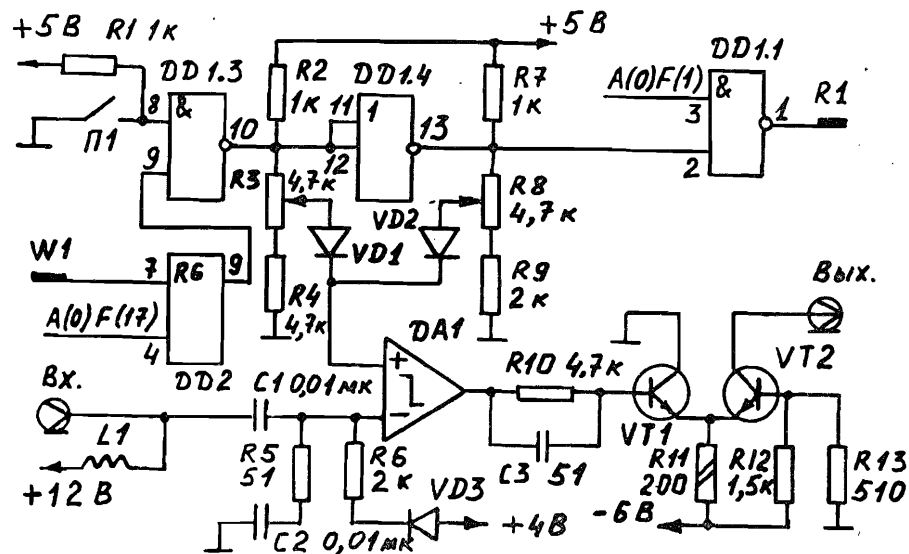 +5 В
R1 1к
+5 В
DD1.3
DD1.4
DD1.1
R2
1к
R7
1к
A(0)F(1)
&
R1
8
&
10
11
1
13
3
1
П1
12
2
9
R3
4,7к
R8
4,7к
VD2
VD1
W1
7
R6
9
R4
4,7к
R9
2к
A(0)F(17)
4
DD2
DA1
Вых.
Вх.
C1 0,01мк
+
R10 4,7к
VT2
–
L1
R5
51
R6
2к
VT1
+12 В
VD3
C3
51
R11
200
R12
1,5к
R13
510
+4В
-6В
C2 0,01мк